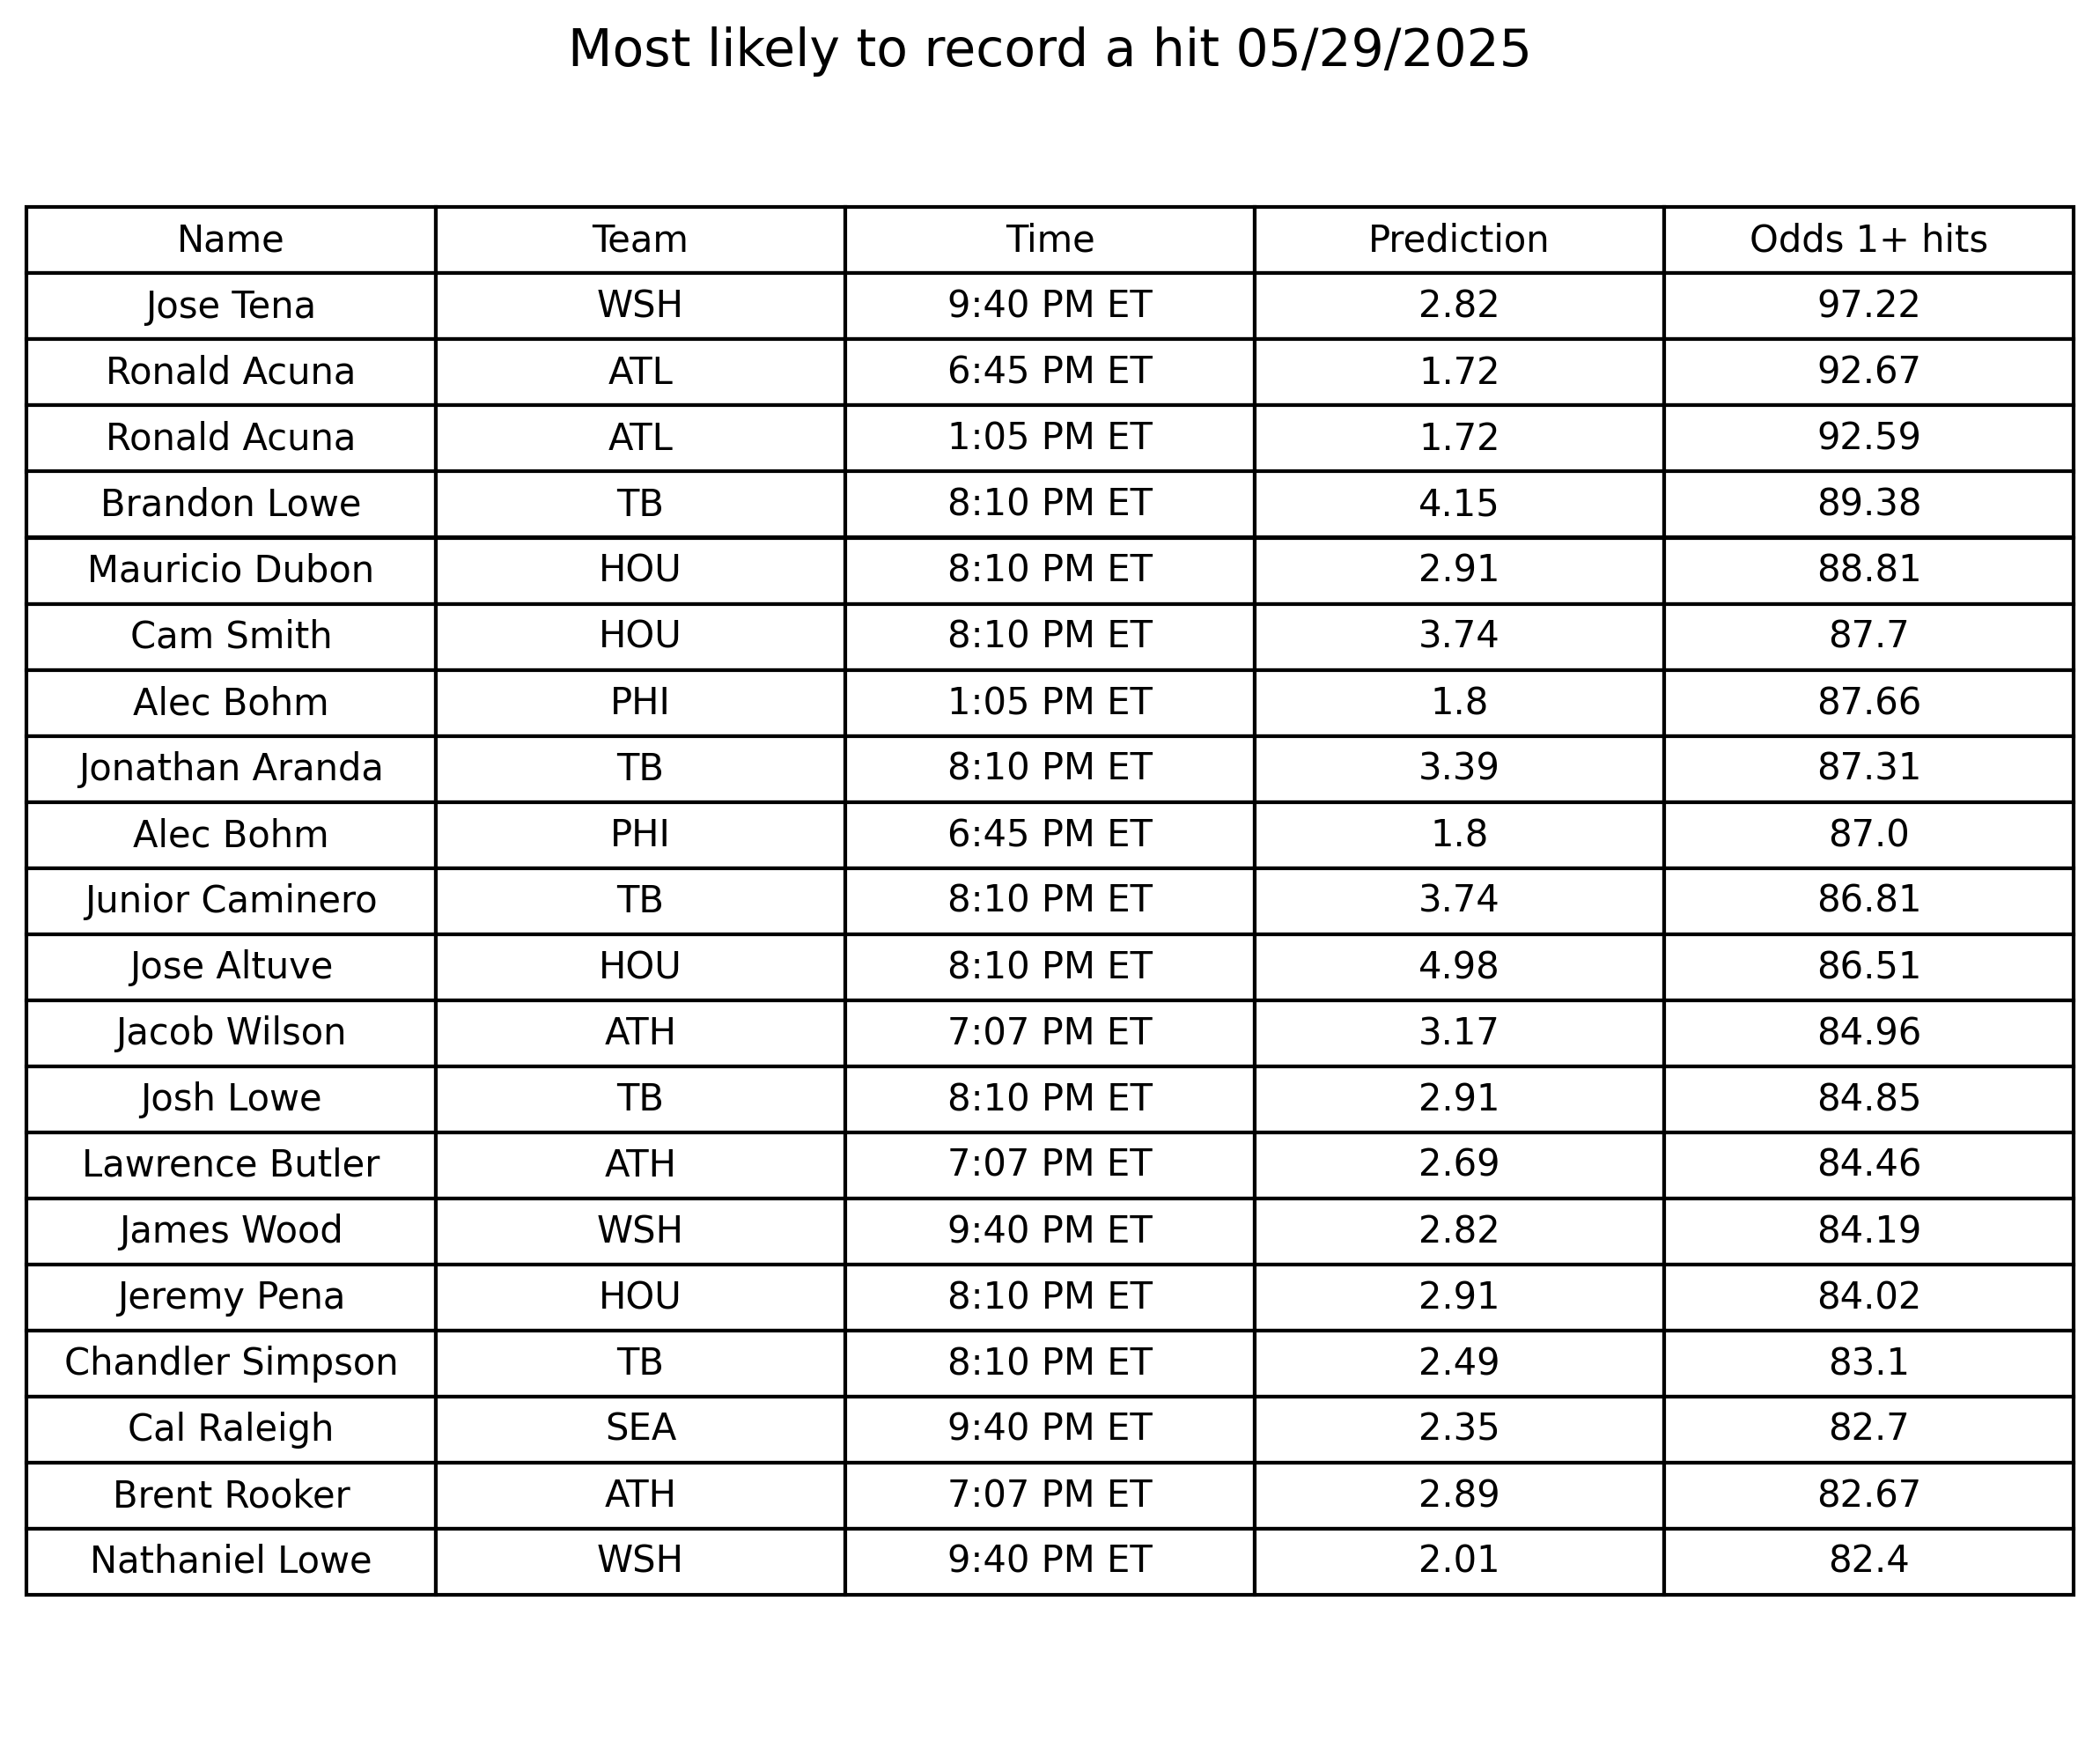 Most likely to record a hit 05/29/2025
Name Team Time Prediction Odds 1+ hits
Jose Tena WSH 9:40 PM ET 2.82 97.22
Ronald Acuna ATL 6:45 PM ET 1.72 92.67
Ronald Acuna ATL 1:05 PM ET 1.72 92.59
Brandon Lowe TB 8:10 PM ET 4.15 89.38
Mauricio Dubon HOU 8:10 PM ET 2.91 88.81
Cam Smith HOU 8:10 PM ET 3.74 87.7
Alec Bohm PHI 1:05 PM ET 1.8 87.66
Jonathan Aranda TB 8:10 PM ET 3.39 87.31
Alec Bohm PHI 6:45 PM ET 1.8 87.0
Junior Caminero TB 8:10 PM ET 3.74 86.81
Jose Altuve HOU 8:10 PM ET 4.98 86.51
Jacob Wilson ATH 7:07 PM ET 3.17 84.96
Josh Lowe TB 8:10 PM ET 2.91 84.85
Lawrence Butler ATH 7:07 PM ET 2.69 84.46
James Wood WSH 9:40 PM ET 2.82 84.19
Jeremy Pena HOU 8:10 PM ET 2.91 84.02
Chandler Simpson TB 8:10 PM ET 2.49 83.1
Cal Raleigh SEA 9:40 PM ET 2.35 82.7
Brent Rooker ATH 7:07 PM ET 2.89 82.67
Nathaniel Lowe WSH 9:40 PM ET 2.01 82.4